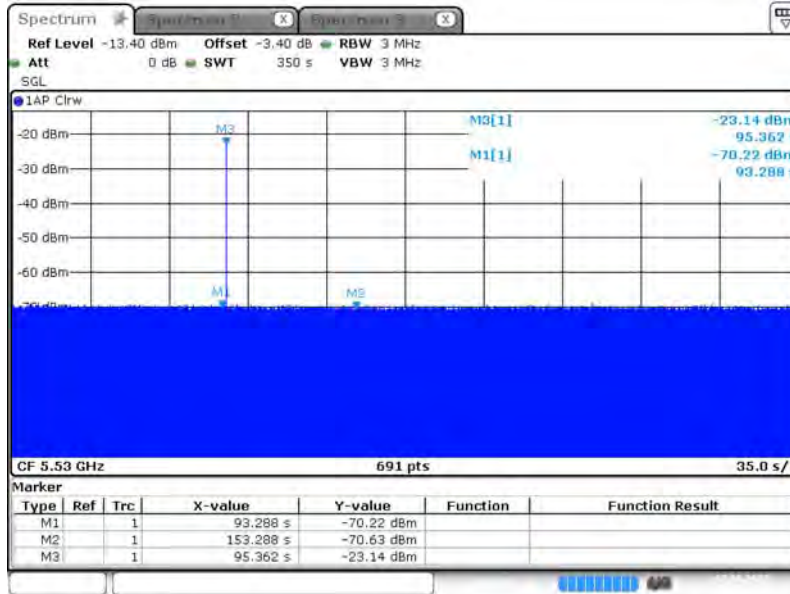 Spectrum
Ref Level -13.40 dBm Offset -3.40 dB RBW 3 MHz
Att 0 dB SWT 350 s VBW 3 MHz
SGL
1AP Clrw
M3[1] -23.14 dBm
95.362
M1[1] -70.22 dBm
93.288 s
-20 dBm
-30 dBm
-40 dBm
-50 dBm
-60 dBm
M3
M1
M2
CF 5.53 GHz 691 pts 35.0 s/
Marker
Type Ref Trc X-value Y-value Function Function Result
M1 1 93.288 s -70.22 dBm
M2 1 153.288 s -70.63 dBm
M3 1 95.362 s -23.14 dBm